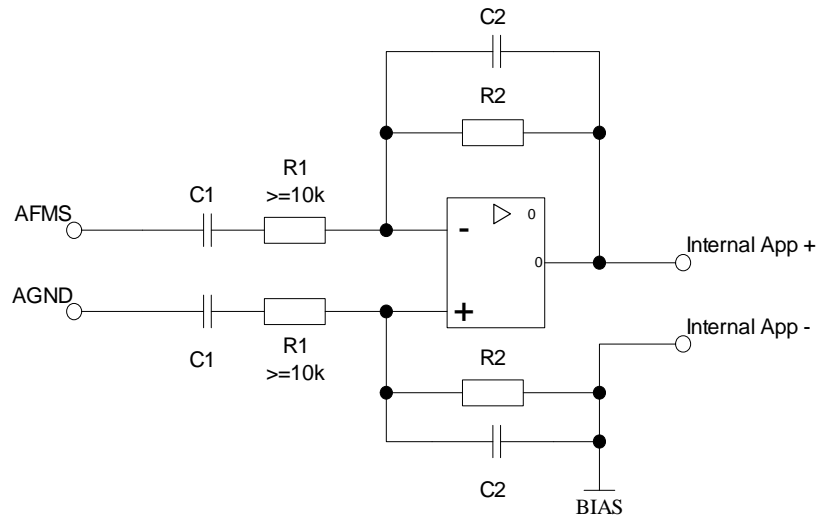 C2
R2
R1
>=10k
C1
AFMS
-
0
0
Internal App +
AGND
+
Internal App -
C1
R1
>=10k
R2
C2
BIAS